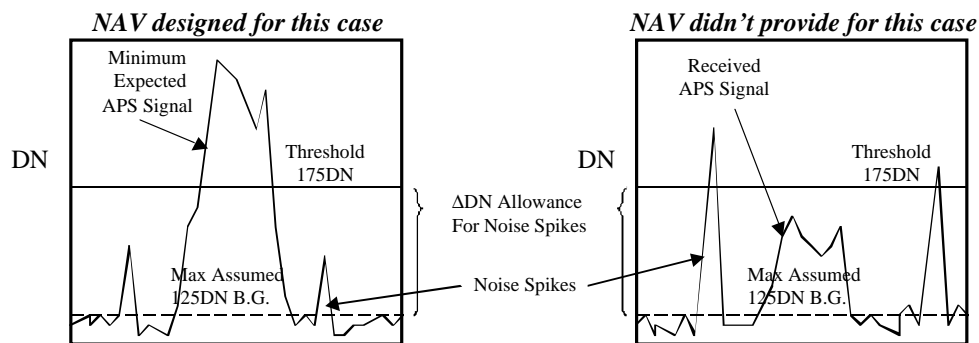 NAV designed for this case
NAV didn't provide for this case
Minimum
Expected
APS Signal
Received
APS Signal
DN
DN
Threshold
175DN
Threshold
175DN
ΔDN Allowance
For Noise Spikes
Max Assumed
125DN B.G.
Noise Spikes
Max Assumed
125DN B.G.